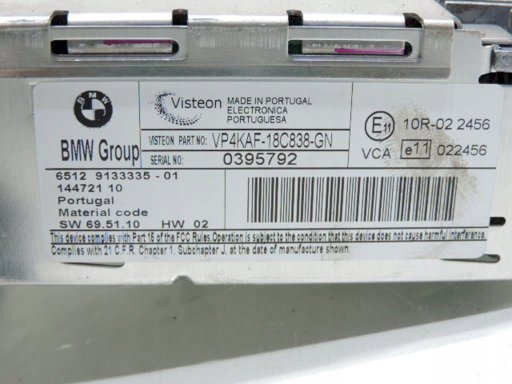 BMW
Visteon
MADE IN PORTUGAL
ELECTRONICA
PORTUGUESA
BMW Group
VISTEON PART NO: VP4KAF-18C838-GN
SERIAL NO: 0395792
E11 10R-02 2456
VCA e11 022456
6512 9133335 - 01
144721 10
Portugal
Material code
SW 69.51.10 HW 02
This device complies with Part 15 of the FCC Rules. Operation is subject to the condition that this device does not cause harmful interference.
Complies with 21 C.F.R. Chapter 1. Subchapter J. at the date of manufacture shown.